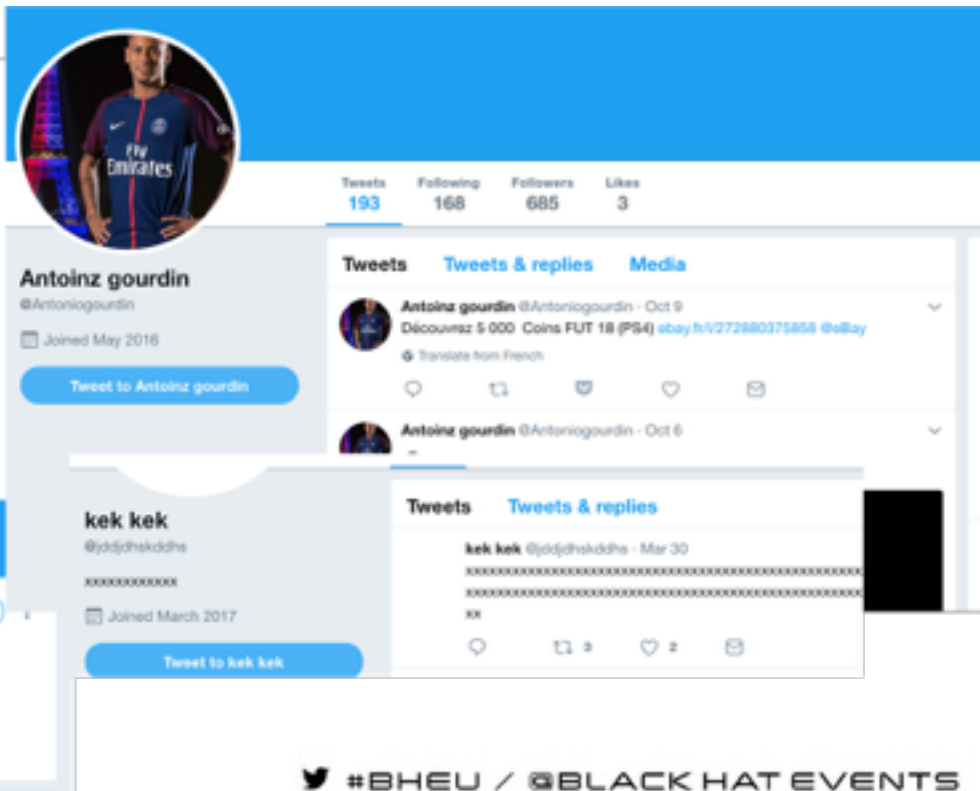 Fly
Emirates
Tweets Following Followers Likes
193 168 685 3
Antoinz gourdin
@Antoniogourdin
Joined May 2016
Tweet to Antoinz gourdin
Tweets Tweets & replies Media
Antoinz gourdin @Antoniogourdin · Oct 9
Découvrez 5 000 Coins FUT 18 (PS4) ebay.fr/i/272880375858 @eBay
Translate from French
Antoinz gourdin @Antoniogourdin · Oct 6
kek kek
@jddjdhskddhs
xxxxxxxxxxxx
Joined March 2017
Tweet to kek kek
Tweets Tweets & replies
kek kek @jddjdhskddhs · Mar 30
xx
3 2
#BHEU / @BLACK HAT EVENTS